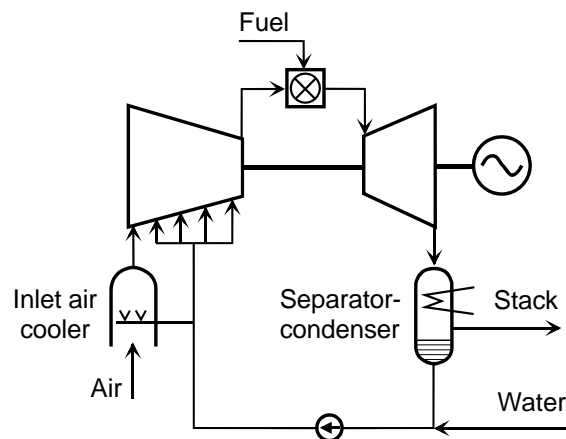 Fuel
Inlet air
cooler
Separator-
condenser
Stack
Air
Water